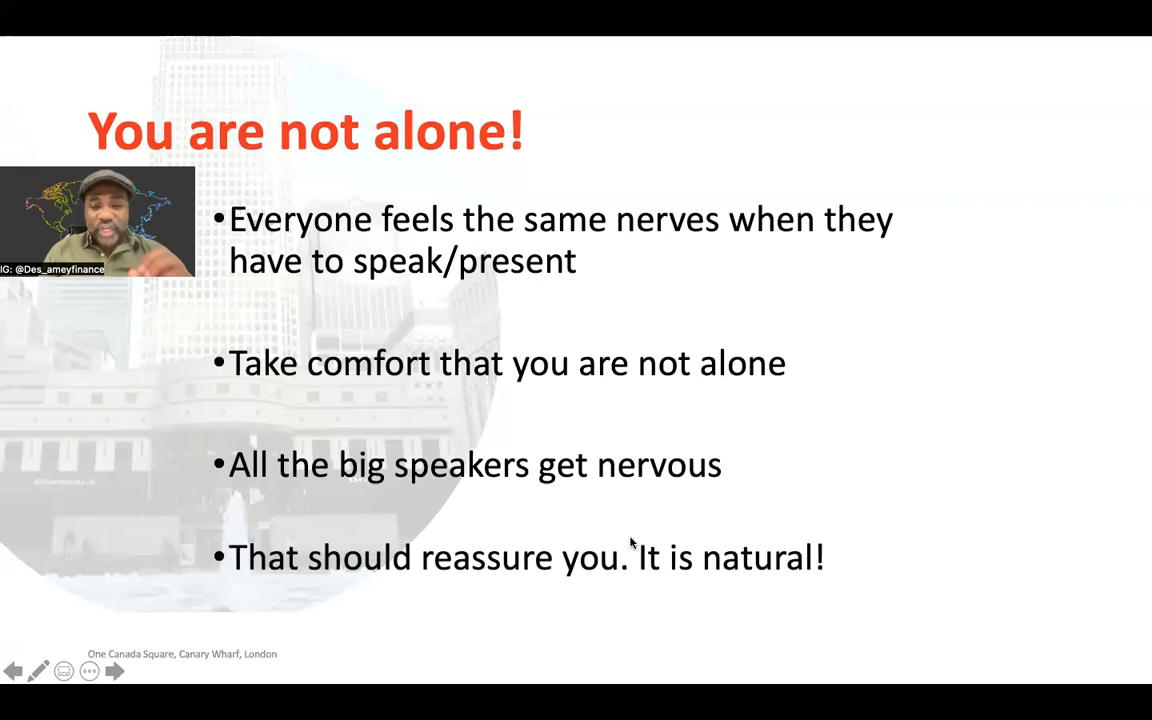 You are not alone!
•Everyone feels the same nerves when they
have to speak/present
IG: @Des_ameyfinance
•Take comfort that you are not alone
•All the big speakers get nervous
•That should reassure you. It is natural!
One Canada Square, Canary Wharf, London